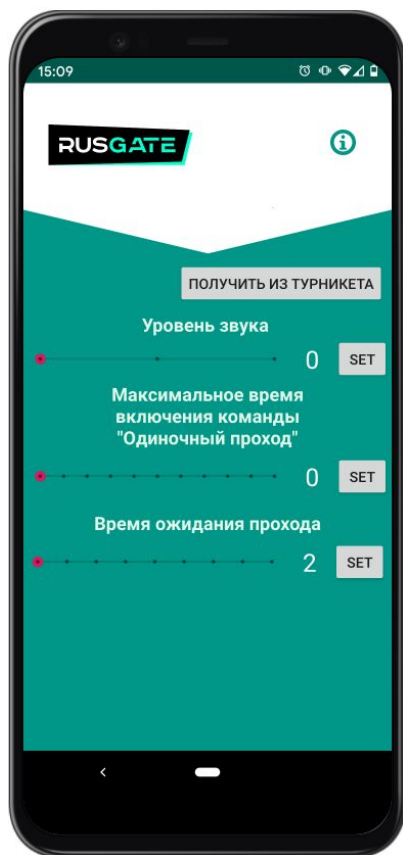 15:09
RUSGATE
ПОЛУЧИТЬ ИЗ ТУРНИКЕТА
Уровень звука
0 SET
Максимальное время
включения команды
"Одиночный проход"
0 SET
Время ожидания прохода
2 SET